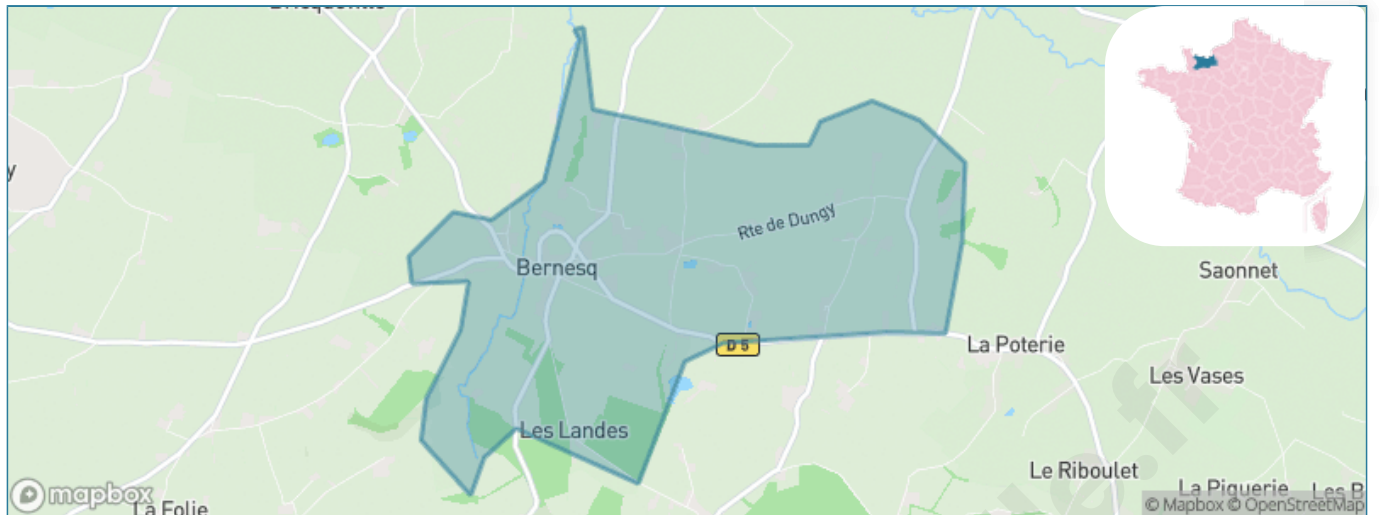 y
Rte de Dungy
Bernesq
Saonnet
D 5
La Poterie
Les Vases
Les Landes
Le Riboulet
La Piquerie
Les B
mapbox
La Folie
© Mapbox © OpenStreetMap